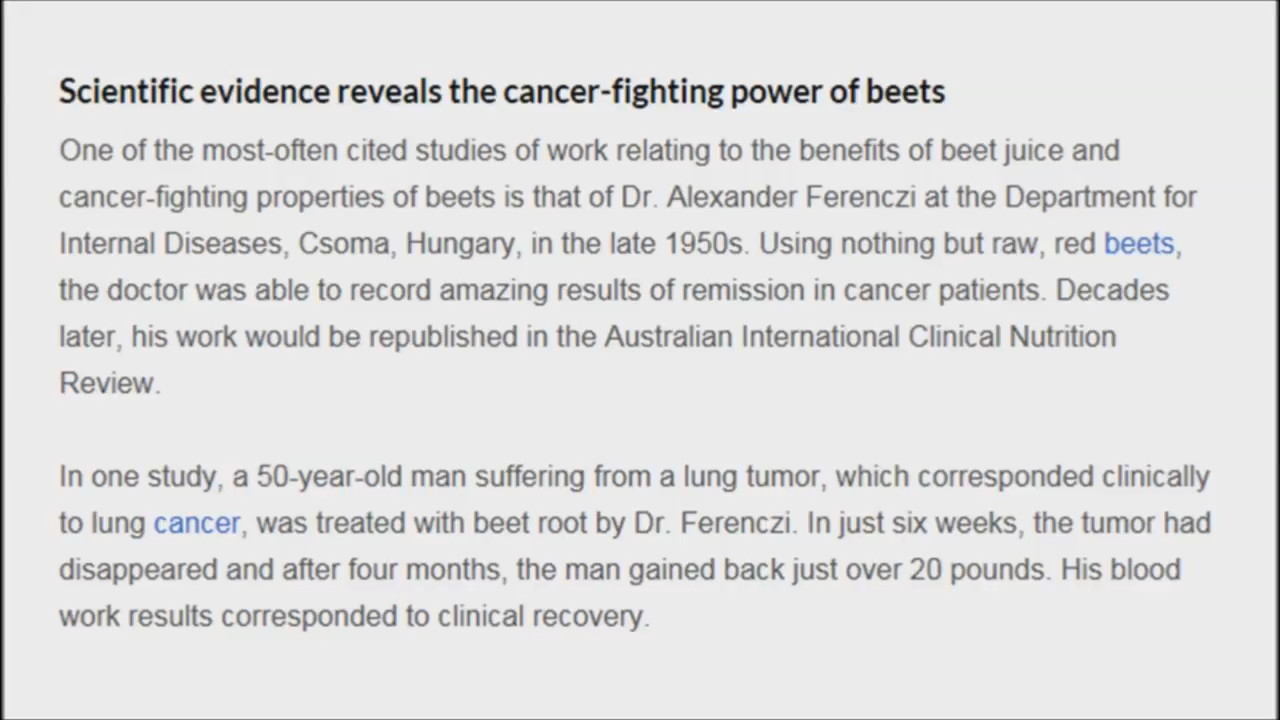 Scientific evidence reveals the cancer-fighting power of beets
One of the most-often cited studies of work relating to the benefits of beet juice and
cancer-fighting properties of beets is that of Dr. Alexander Ferenczi at the Department for
Internal Diseases, Csoma, Hungary, in the late 1950s. Using nothing but raw, red beets,
the doctor was able to record amazing results of remission in cancer patients. Decades
later, his work would be republished in the Australian International Clinical Nutrition
Review.
In one study, a 50-year-old man suffering from a lung tumor, which corresponded clinically
to lung cancer, was treated with beet root by Dr. Ferenczi. In just six weeks, the tumor had
disappeared and after four months, the man gained back just over 20 pounds. His blood
work results corresponded to clinical recovery.